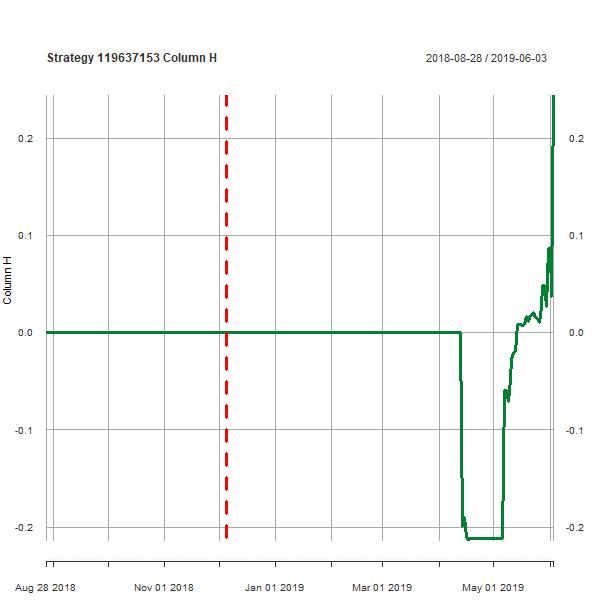 Strategy 119637153 Column H
2018-08-28 / 2019-06-03
0.2 0.2
0.1 0.1
Column H
0.0 0.0
-0.1 -0.1
-0.2 -0.2
Aug 28 2018 Nov 01 2018 Jan 01 2019 Mar 01 2019 May 01 2019